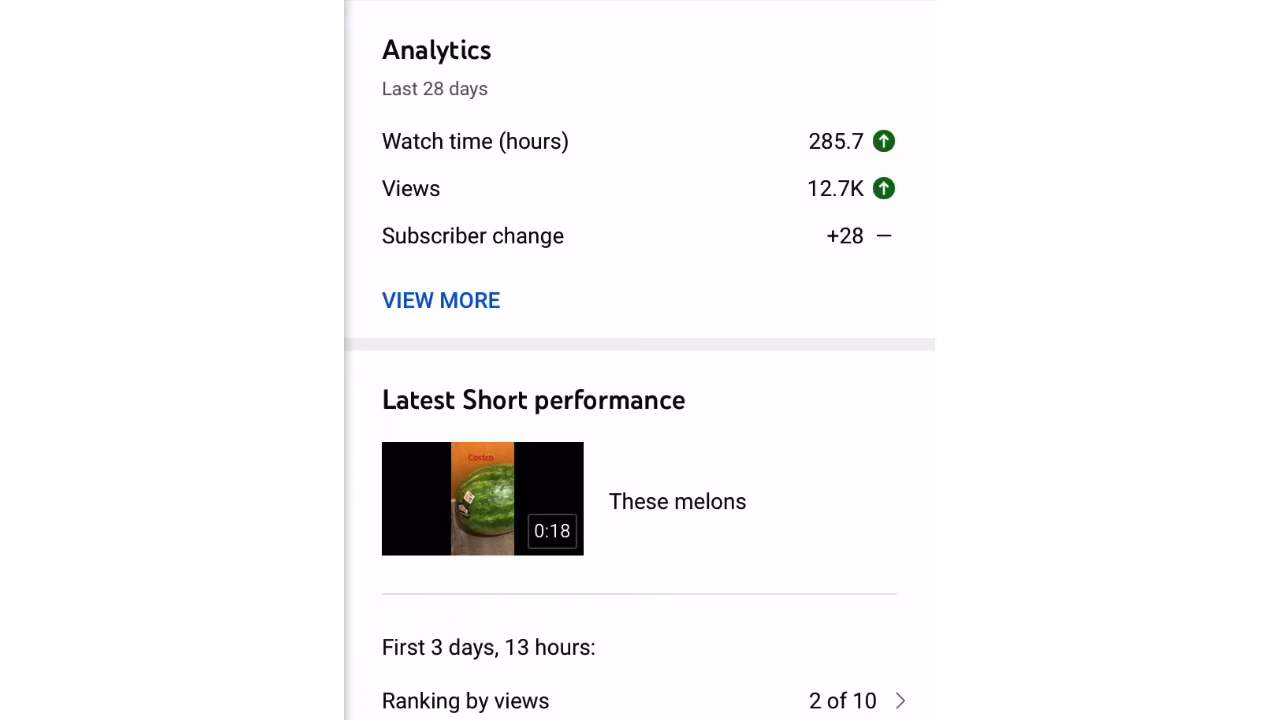 Analytics
Last 28 days
Watch time (hours) 285.7
Views 12.7K
Subscriber change +28 —
VIEW MORE
Latest Short performance
Costco
0:18
These melons
First 3 days, 13 hours:
Ranking by views 2 of 10